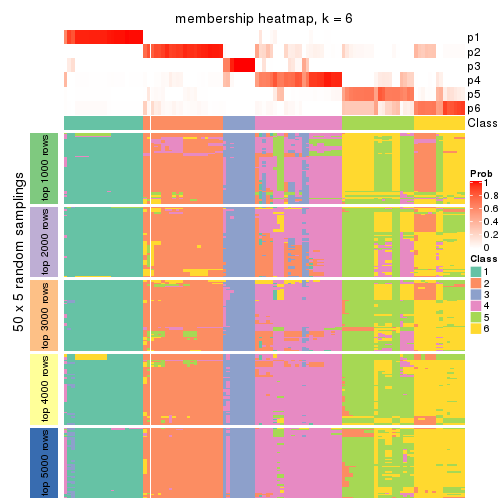 membership heatmap, k = 6
p1
p2
p3
p4
p5
p6
Class
50 x 5 random samplings
top 1000 rows
top 2000 rows
top 3000 rows
top 4000 rows
top 5000 rows
Prob
1
0.8
0.6
0.4
0.2
0
Class
1
2
3
4
5
6